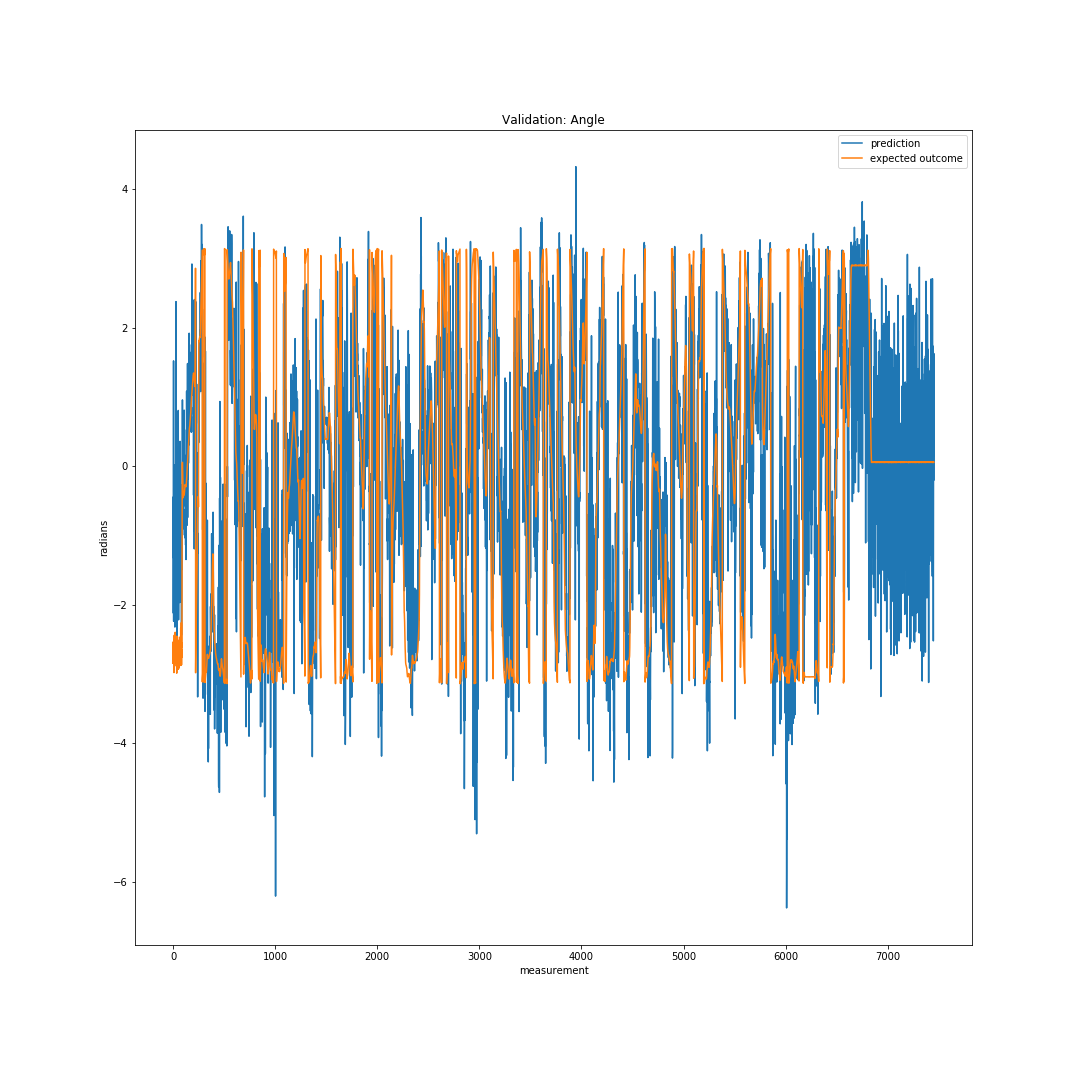 Validation: Angle
prediction
expected outcome
4
2
0
−2
−4
−6
radians
0 1000 2000 3000 4000 5000 6000 7000
measurement